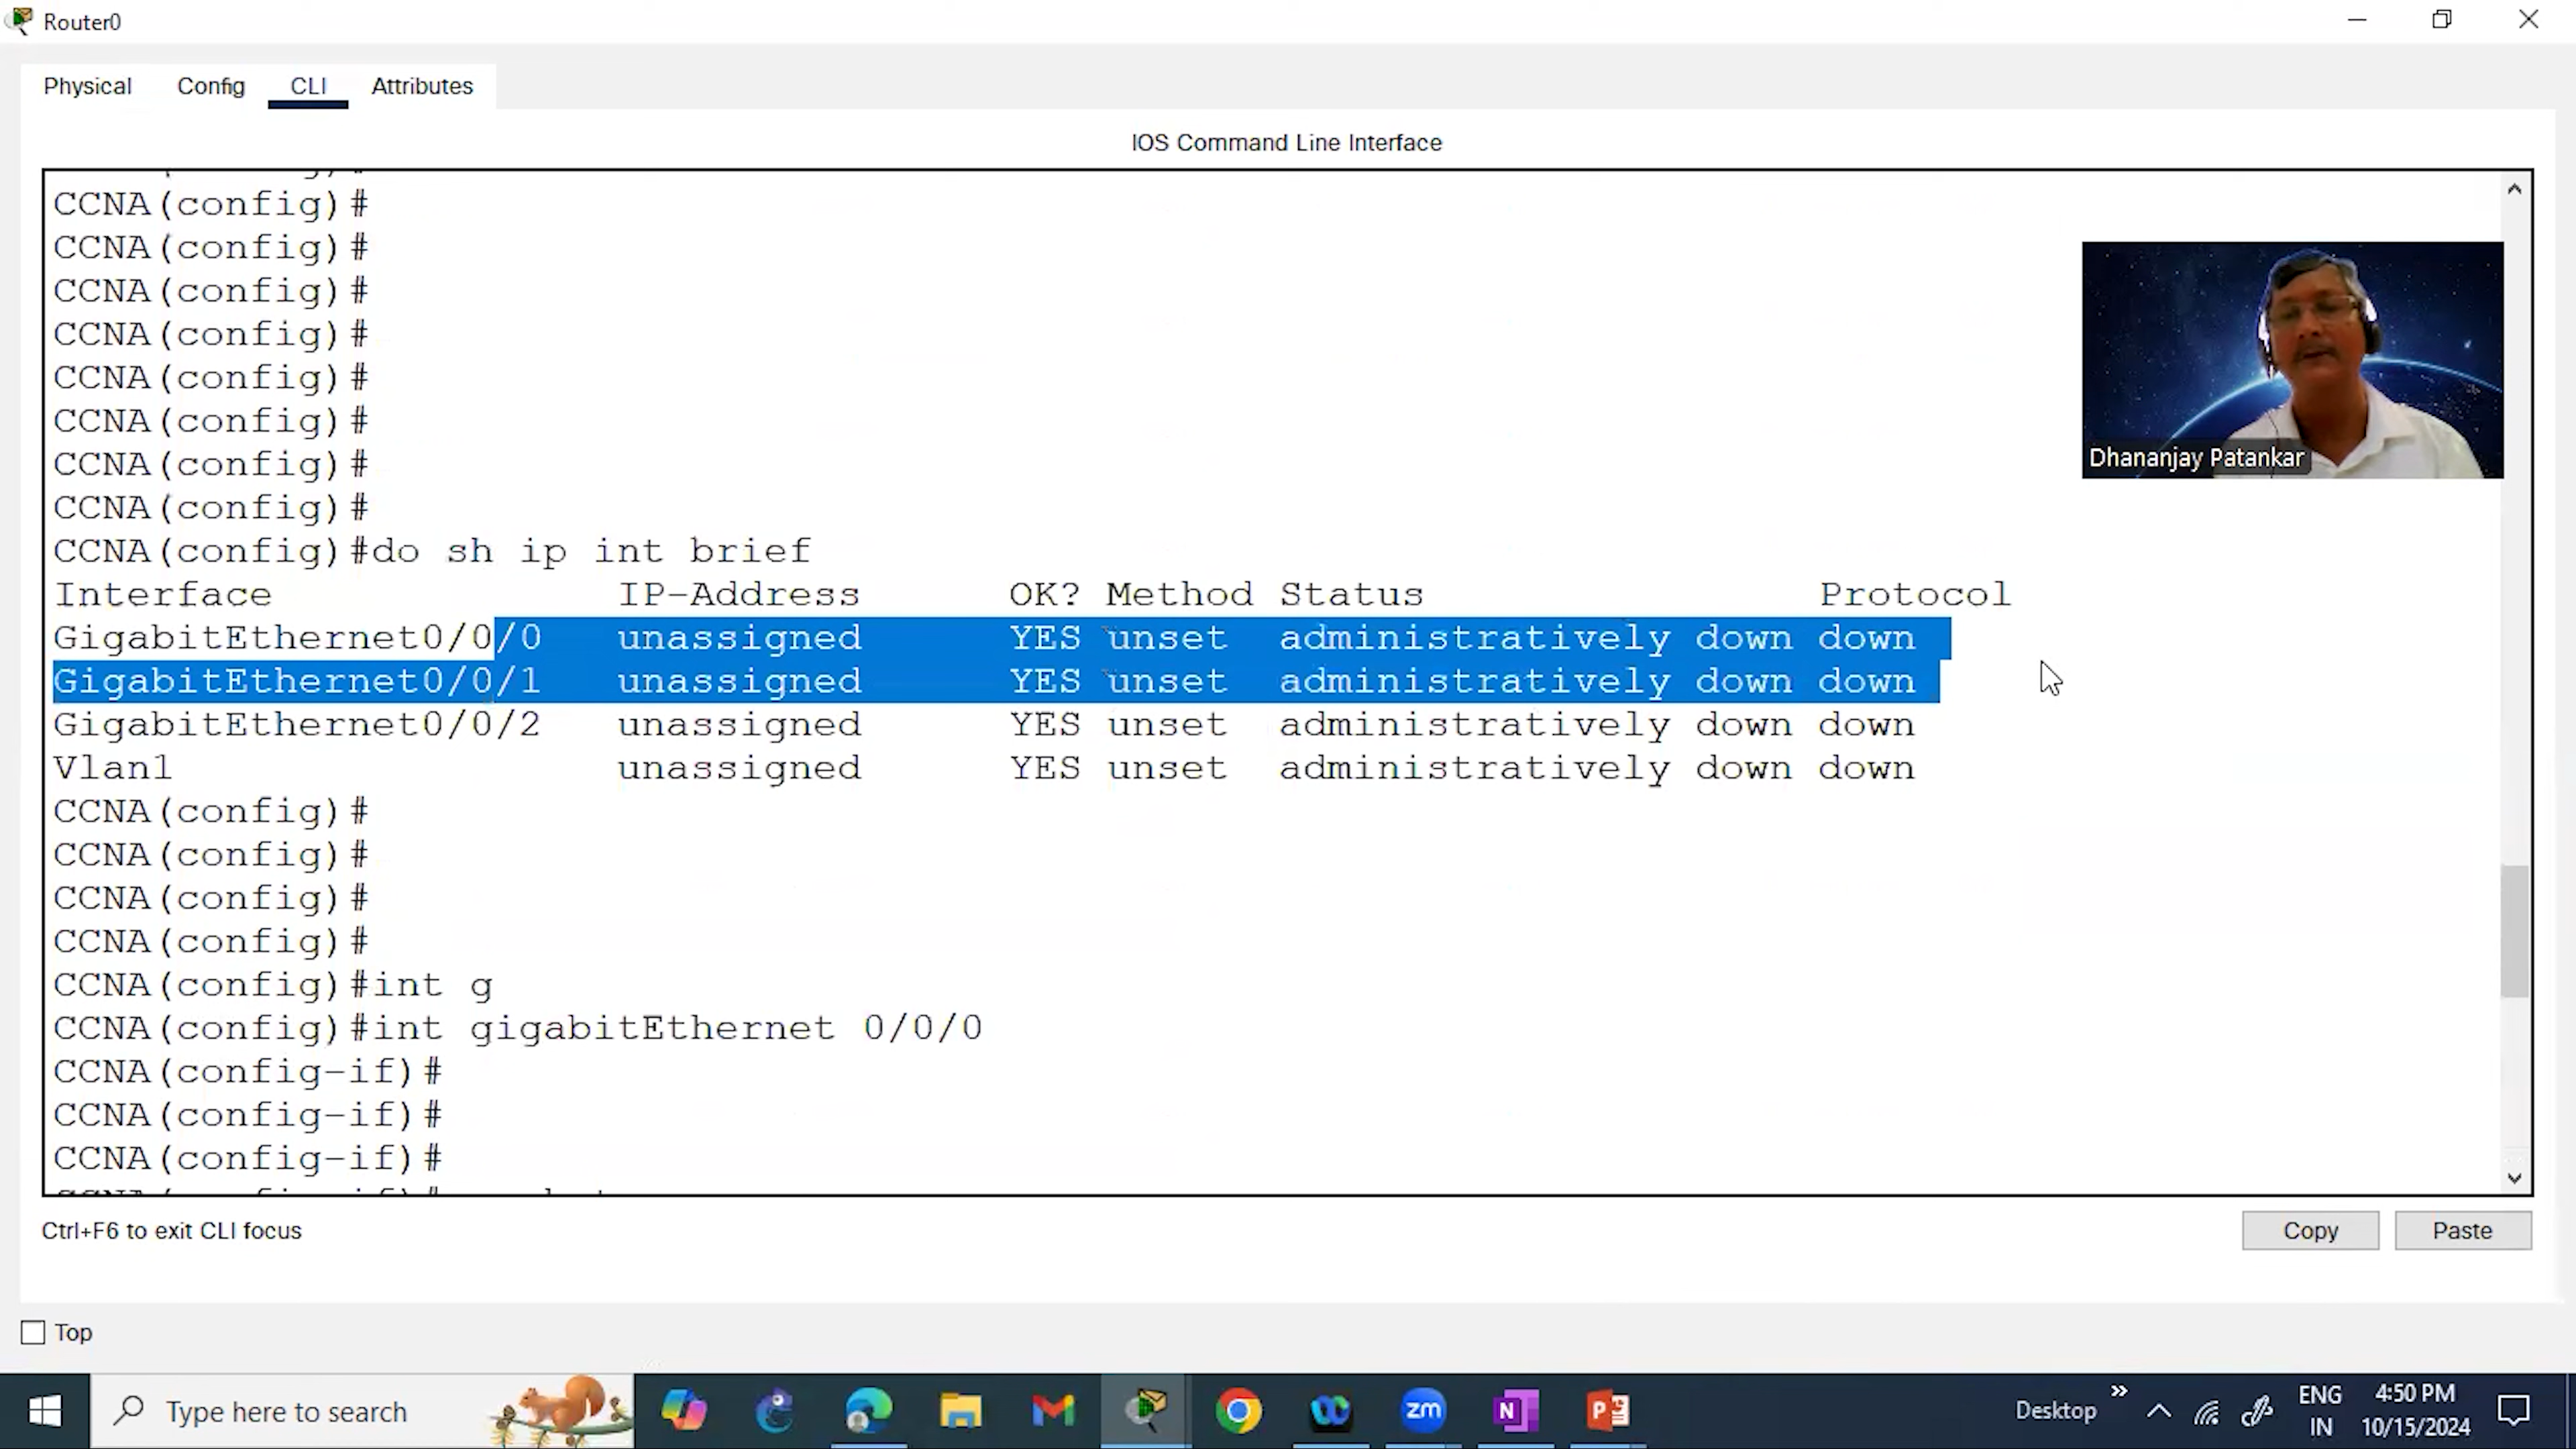 Router0
Physical Config CLI Attributes
IOS Command Line Interface
CCNA(config)#
CCNA(config)#
CCNA(config)#
CCNA(config)#
CCNA(config)#
CCNA(config)#
CCNA(config)#
CCNA(config)#
CCNA(config)#do sh ip int brief
Interface IP-Address OK? Method Status Protocol
GigabitEthernet0/0/0 unassigned YES unset administratively down down
GigabitEthernet0/0/1 unassigned YES unset administratively down down
GigabitEthernet0/0/2 unassigned YES unset administratively down down
Vlan1 unassigned YES unset administratively down down
CCNA(config)#
CCNA(config)#
CCNA(config)#
CCNA(config)#
CCNA(config)#int g
CCNA(config)#int gigabitEthernet 0/0/0
CCNA(config-if)#
CCNA(config-if)#
CCNA(config-if)#
Dhananjay Patankar
Ctrl+F6 to exit CLI focus
Copy Paste
Top
Type here to search
zm
N
P
Desktop
ENG
IN
4:50 PM
10/15/2024